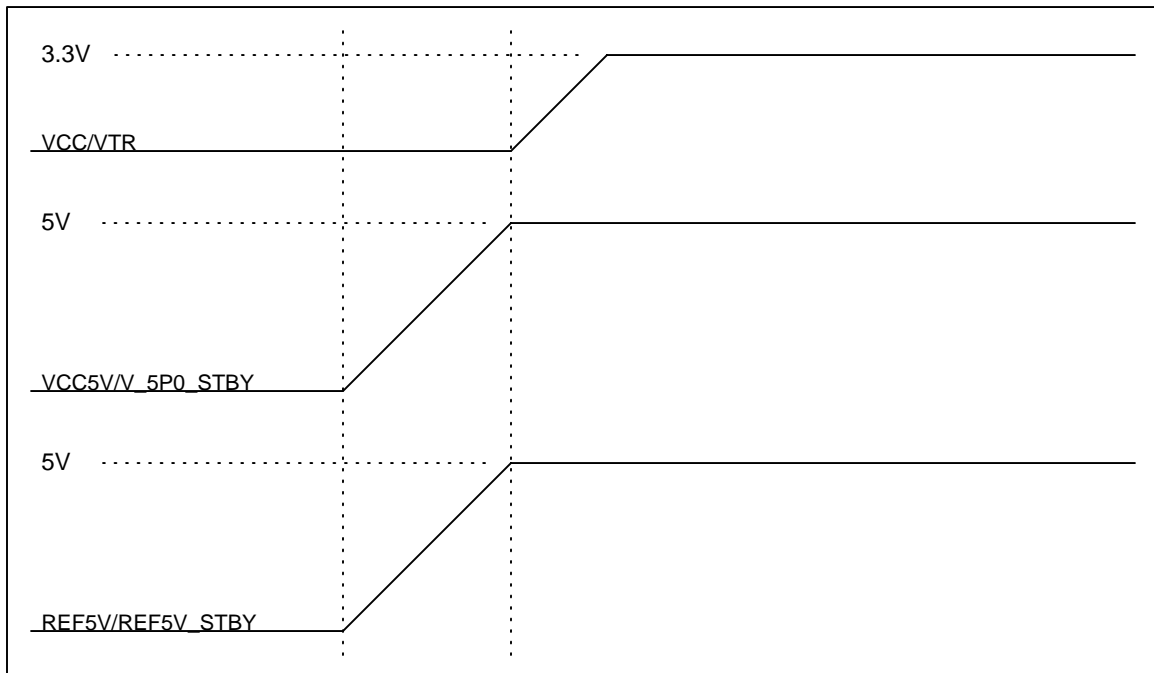 3.3V
VCC/VTR
5V
VCC5V/V_5P0_STBY
5V
REF5V/REF5V_STBY